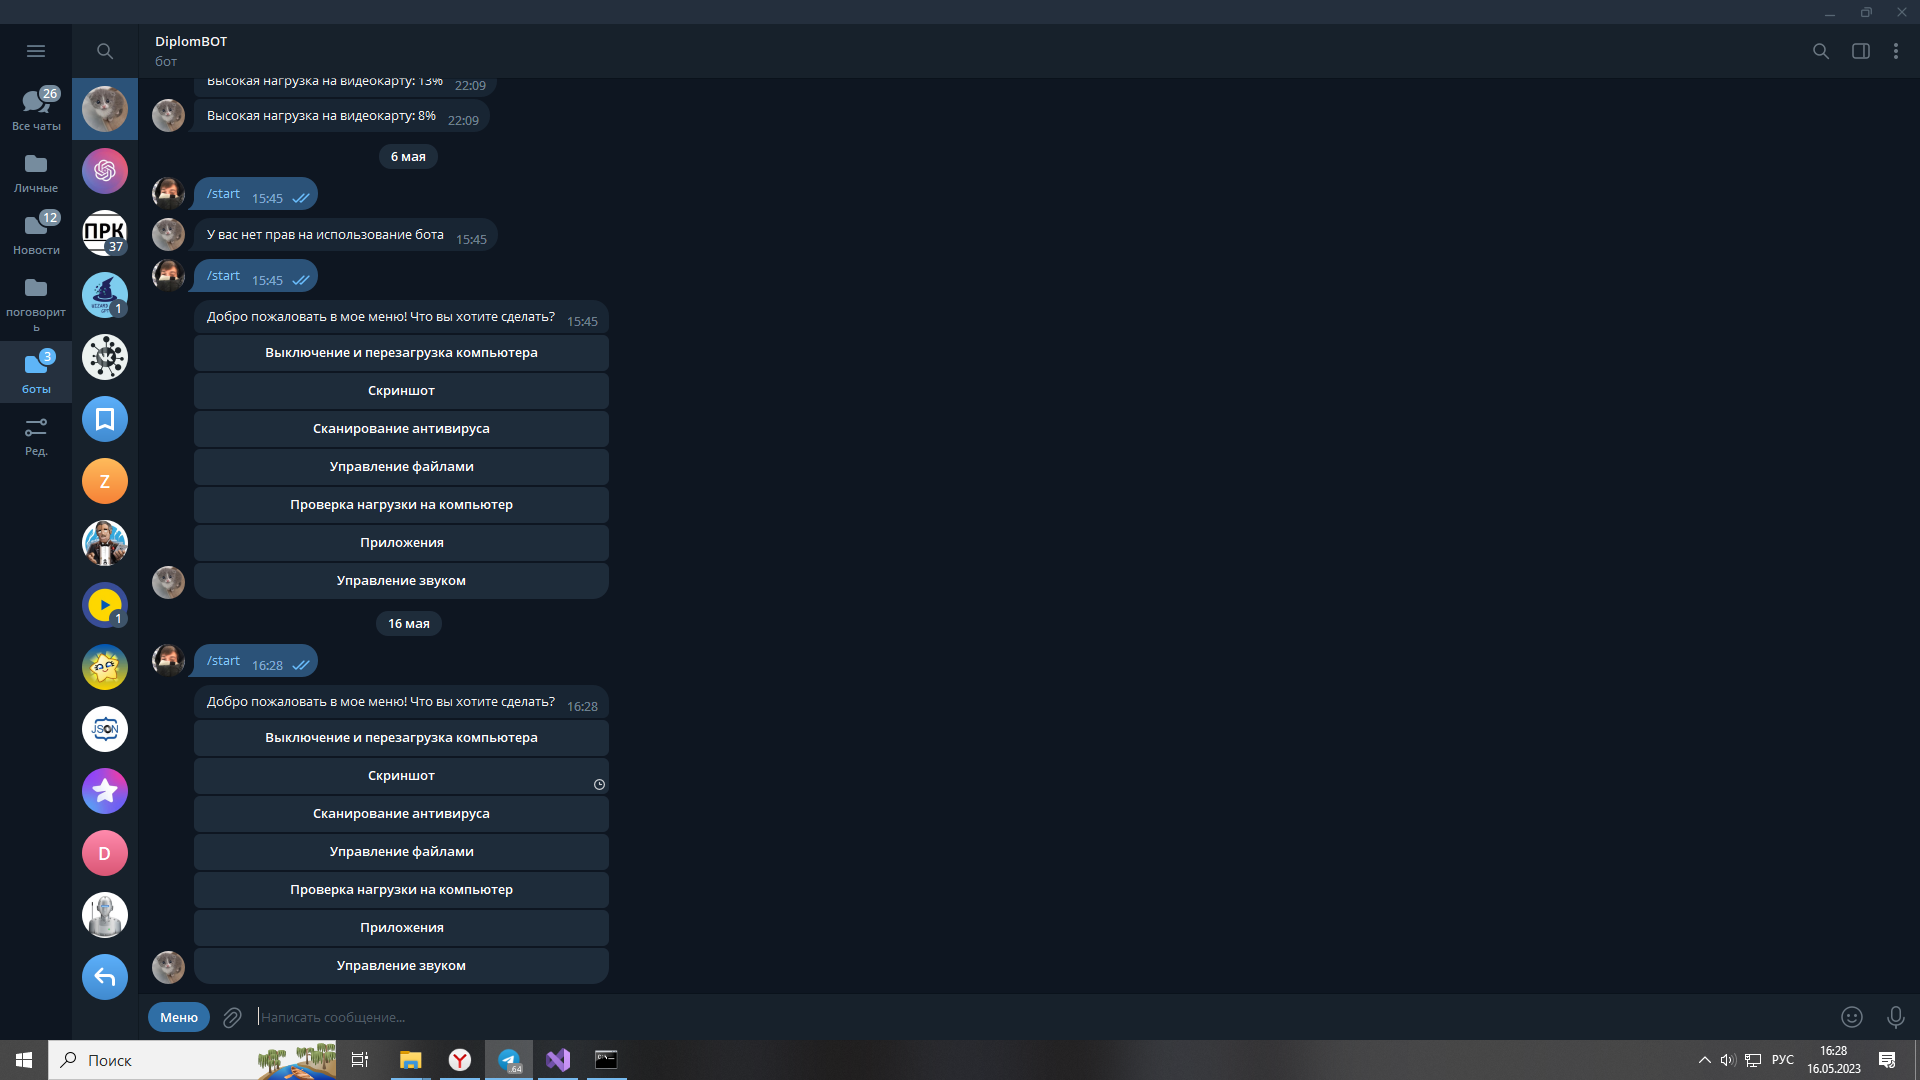 DiplomBOT
бот
26
Все чаты
Личные
12
Новости
поговорит
ь
3
боты
Ред.
ПРК
37
1
Z
1
JSON
D
Высокая нагрузка на видеокарту: 13% 22:09
Высокая нагрузка на видеокарту: 8% 22:09
6 мая
/start 15:45
У вас нет прав на использование бота 15:45
/start 15:45
Добро пожаловать в мое меню! Что вы хотите сделать? 15:45
Выключение и перезагрузка компьютера
Скриншот
Сканирование антивируса
Управление файлами
Проверка нагрузки на компьютер
Приложения
Управление звуком
16 мая
/start 16:28
Добро пожаловать в мое меню! Что вы хотите сделать? 16:28
Выключение и перезагрузка компьютера
Скриншот
Сканирование антивируса
Управление файлами
Проверка нагрузки на компьютер
Приложения
Управление звуком
Меню
Написать сообщение...
Поиск
..64
РУС
16:28
16.05.2023